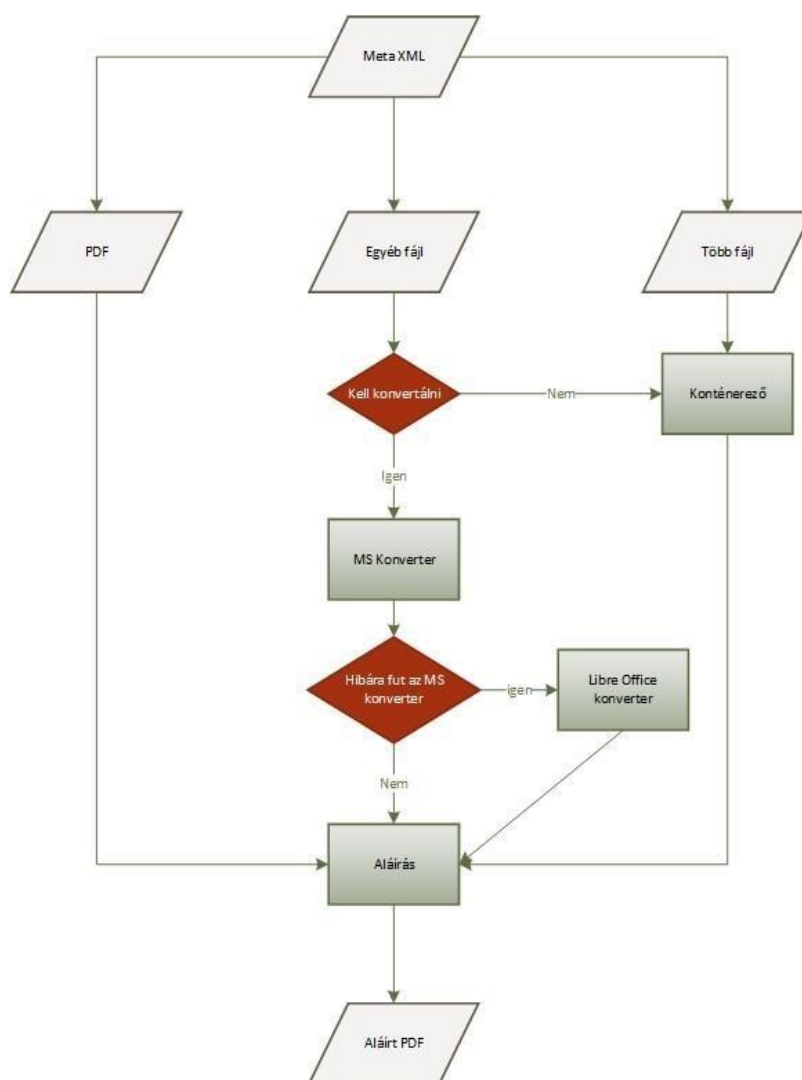 Meta XML
PDF
Egyéb fájl
Több fájl
Kell konvertálni
Nem
Konténerező
Igen
MS Konverter
Hibára fut az MS
konverter
igen
Libre Office
konverter
Nem
Aláírás
Aláírt PDF